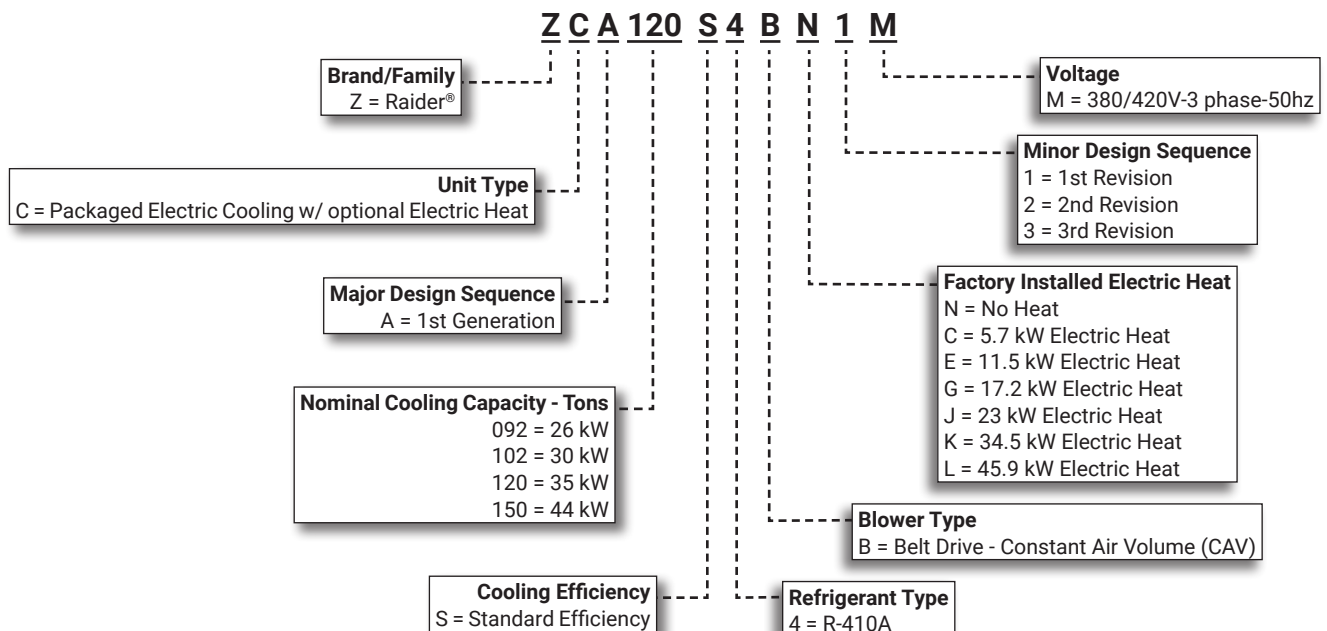 Z C A 120 S 4 B N 1 M
Brand/Family
Z = Raider®
Voltage
M = 380/420V-3 phase-50hz
Unit Type
C = Packaged Electric Cooling w/ optional Electric Heat
Minor Design Sequence
1 = 1st Revision
2 = 2nd Revision
3 = 3rd Revision
Major Design Sequence
A = 1st Generation
Factory Installed Electric Heat
N = No Heat
C = 5.7 kW Electric Heat
E = 11.5 kW Electric Heat
G = 17.2 kW Electric Heat
J = 23 kW Electric Heat
K = 34.5 kW Electric Heat
L = 45.9 kW Electric Heat
Nominal Cooling Capacity - Tons
092 = 26 kW
102 = 30 kW
120 = 35 kW
150 = 44 kW
Blower Type
B = Belt Drive - Constant Air Volume (CAV)
Cooling Efficiency
S = Standard Efficiency
Refrigerant Type
4 = R-410A